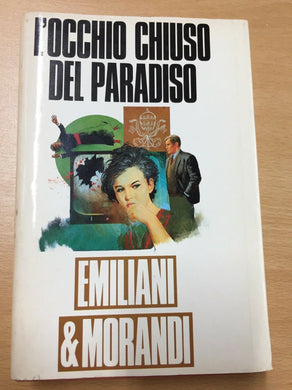 L'OCCHIO CHIUSO
DEL PARADISO
EMILIANI
& MORANDI